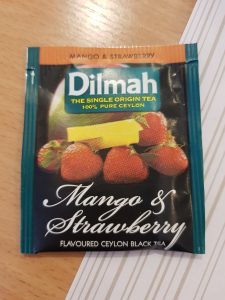 MANGO & STRAWBERRY
Dilmah
THE SINGLE ORIGIN TEA
100% PURE CEYLON
Mango &
Strawberry
FLAVOURED CEYLON BLACK TEA